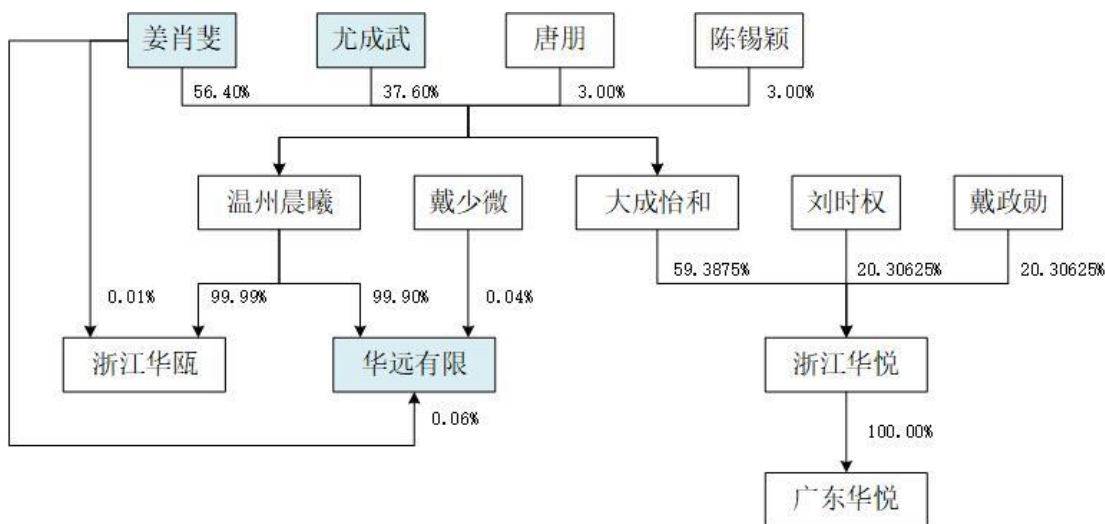 姜肖斐
尤成武
唐朋
陈锡颖
56.40%
37.60%
3.00%
3.00%
温州晨曦
戴少微
大成怡和
刘时权
戴政勋
59.3875%
20.30625%
20.30625%
0.01%
99.99%
99.90%
0.04%
浙江华瓯
华远有限
浙江华悦
0.06%
100.00%
广东华悦